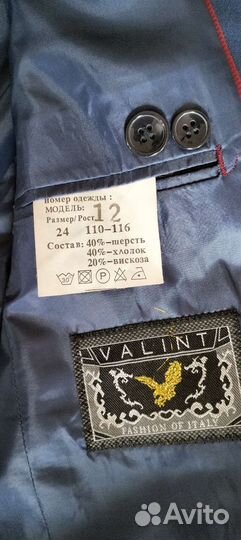 номер одежды :
МОДЕЛЬ: 12
Размер/Рост
24 110-116
Состав: 40%-шерсть
40%-хлопок
20%-вискоза
30
VALINT
FASHION OF ITALY
Avito